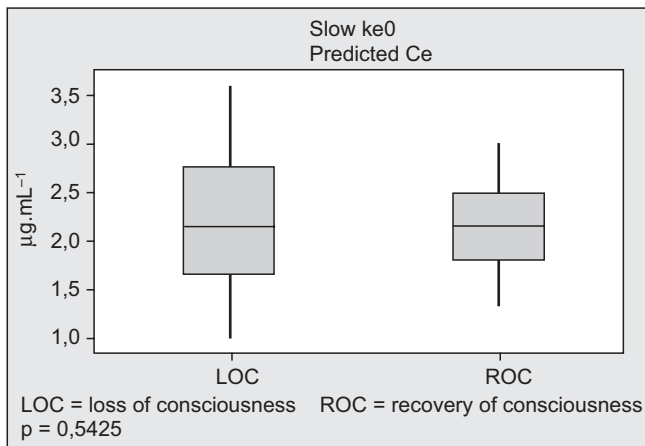 Slow ke0
Predicted Ce
3,5
3,0
2,5
2,0
1,5
1,0
µg.mL⁻¹
LOC
ROC
LOC = loss of consciousness ROC = recovery of consciousness
p = 0,5425